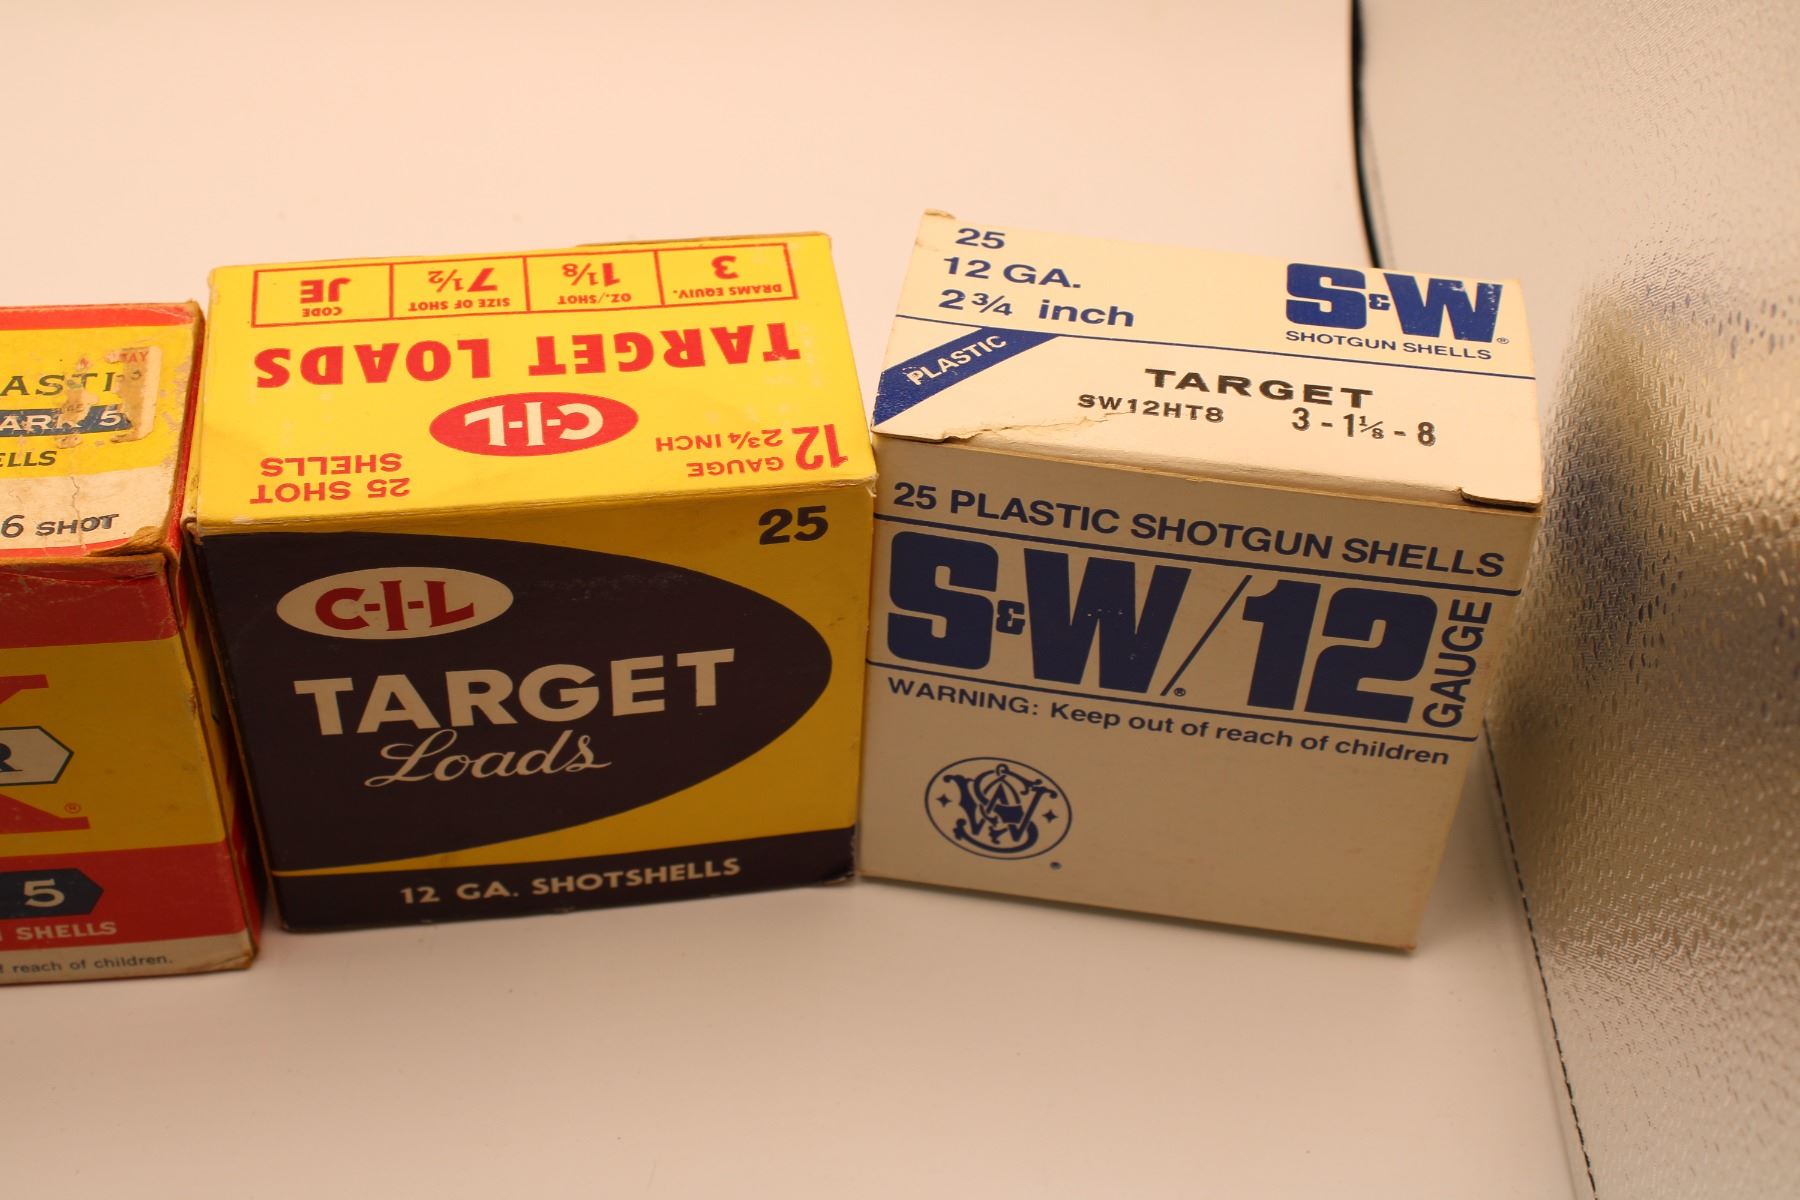 6 SHOT
®
5
SHELLS
reach of children.
CODE
JE
SIZE OF SHOT
7½
OZ./SHOT
1⅛
DRAMS EQUIV.
3
TARGET LOADS
C-I-L
12 GAUGE 2¾ INCH
25 SHOT SHELLS
25
C-I-L
TARGET
Loads
12 GA. SHOTSHELLS
25
12 GA.
2¾ inch
S&W®
SHOTGUN SHELLS
PLASTIC
TARGET
SW12HT8 3-1⅛-8
25 PLASTIC SHOTGUN SHELLS
S&W®/12 GAUGE
WARNING: Keep out of reach of children